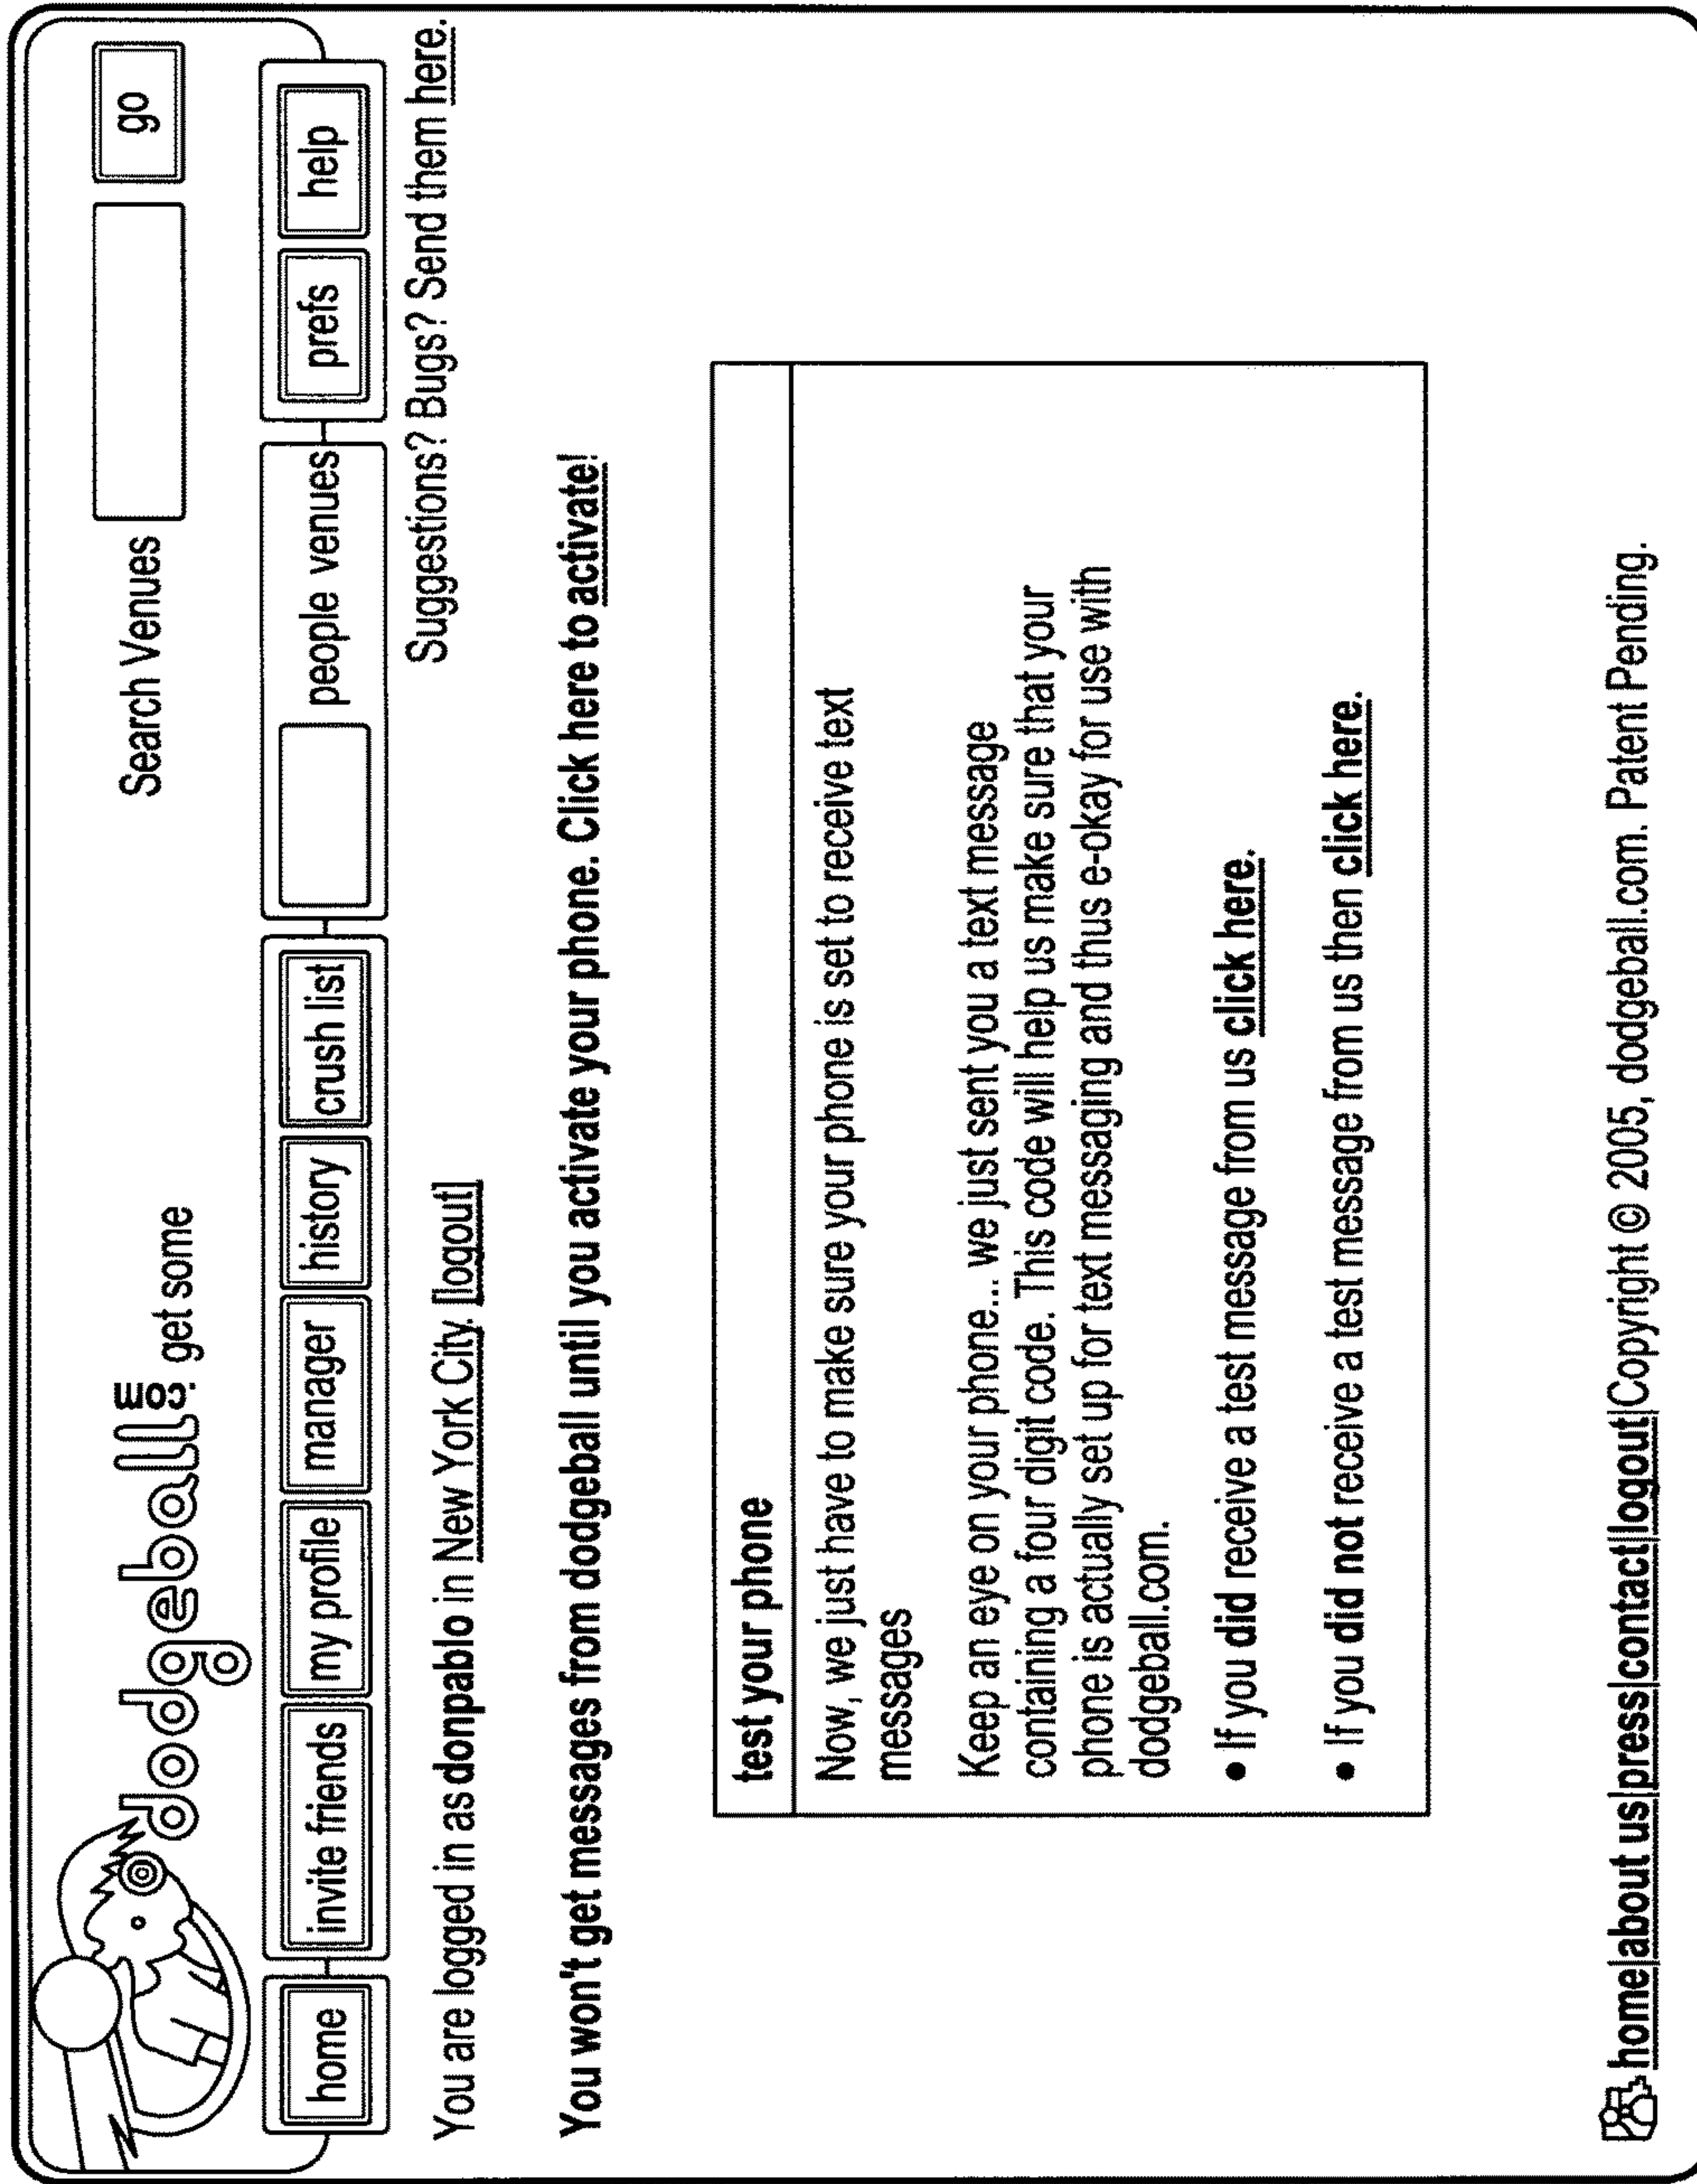 dodgeball.com get some
Search Venues
go
home
invite friends
my profile
manager
history
crush list
people venues
prefs
help
You are logged in as donpablo in New York City. [logout]
Suggestions? Bugs? Send them here.
You won't get messages from dodgeball until you activate your phone. Click here to activate!
test your phone
Now, we just have to make sure your phone is set to receive text
messages
Keep an eye on your phone... we just sent you a text message
containing a four digit code. This code will help us make sure that your
phone is actually set up for text messaging and thus e-okay for use with
dodgeball.com.
• If you did receive a test message from us click here.
• If you did not receive a test message from us then click here.
home|about us|press|contact|logout|Copyright © 2005, dodgeball.com. Patent Pending.